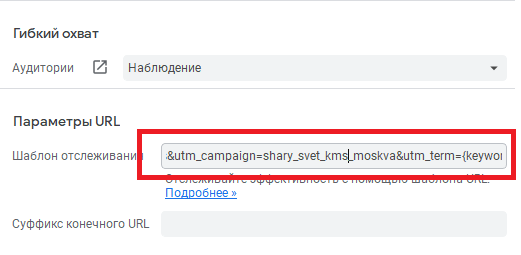 Гибкий охват
Аудитории Наблюдение
Параметры URL
Шаблон отслеживания &utm_campaign=shary_svet_kms_moskva&utm_term={keywor
Отслеживайте эффективность с помощью шаблона URL.
Подробнее »
Суффикс конечного URL